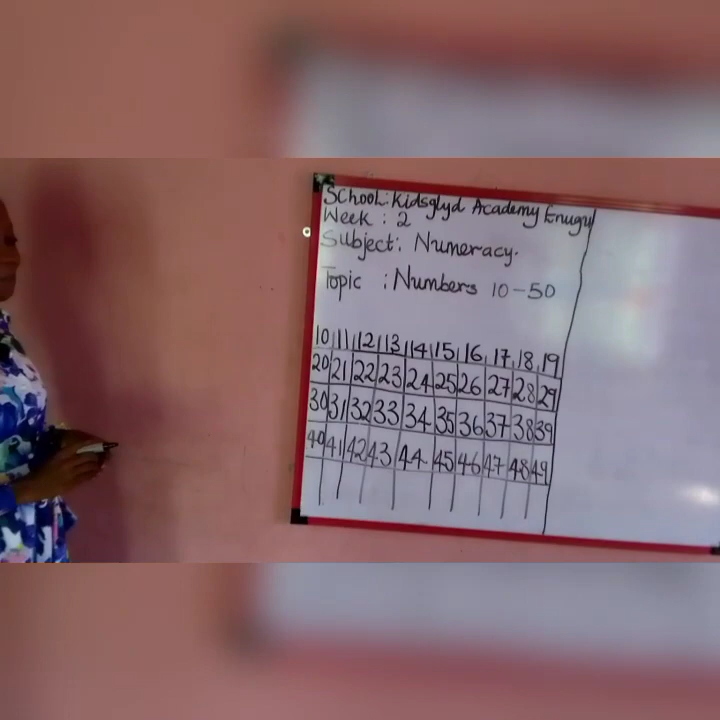 School: Kidsglyd Academy Enugu
Week : 2
Subject: Numeracy.
Topic : Numbers 10-50
10 11 12 13 14 15 16 17 18 19
20 21 22 23 24 25 26 27 28 29
30 31 32 33 34 35 36 37 38 39
40 41 42 43 44 45 46 47 48 49